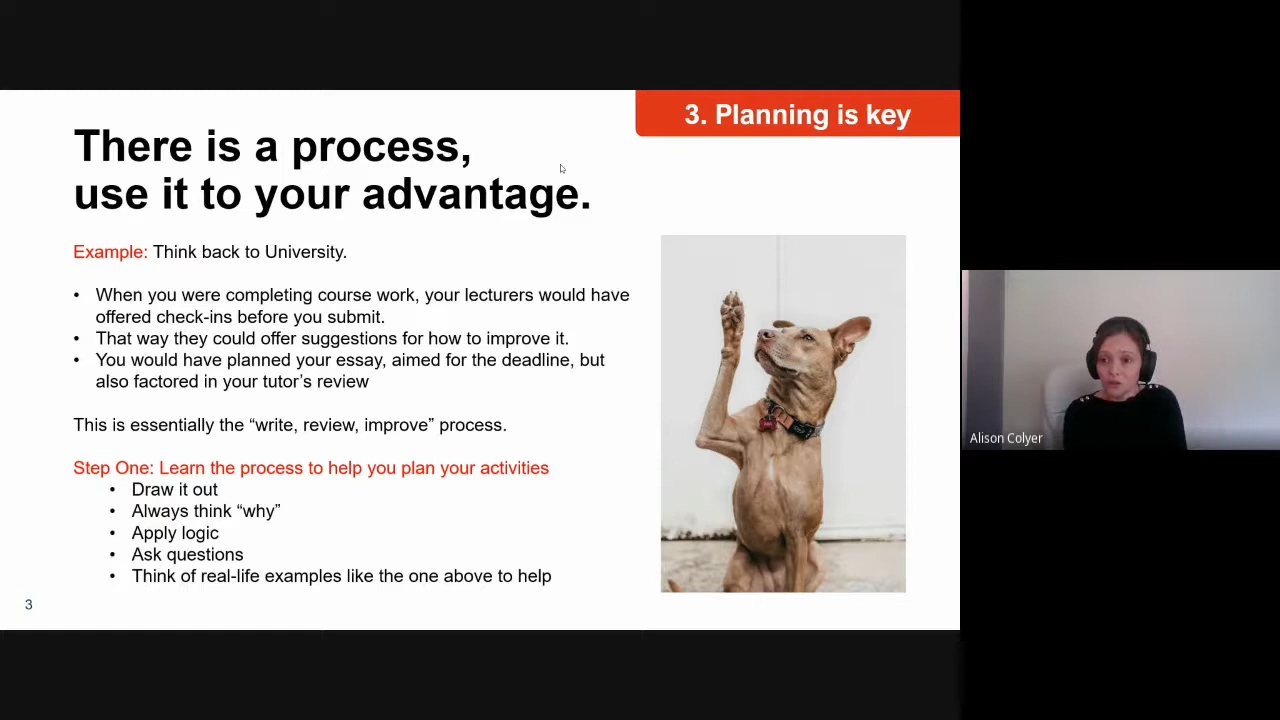 3. Planning is key
There is a process,
use it to your advantage.
Example: Think back to University.
• When you were completing course work, your lecturers would have
offered check-ins before you submit.
• That way they could offer suggestions for how to improve it.
• You would have planned your essay, aimed for the deadline, but
also factored in your tutor’s review
This is essentially the “write, review, improve” process.
Step One: Learn the process to help you plan your activities
• Draw it out
• Always think “why”
• Apply logic
• Ask questions
• Think of real-life examples like the one above to help
3
Alison Colyer